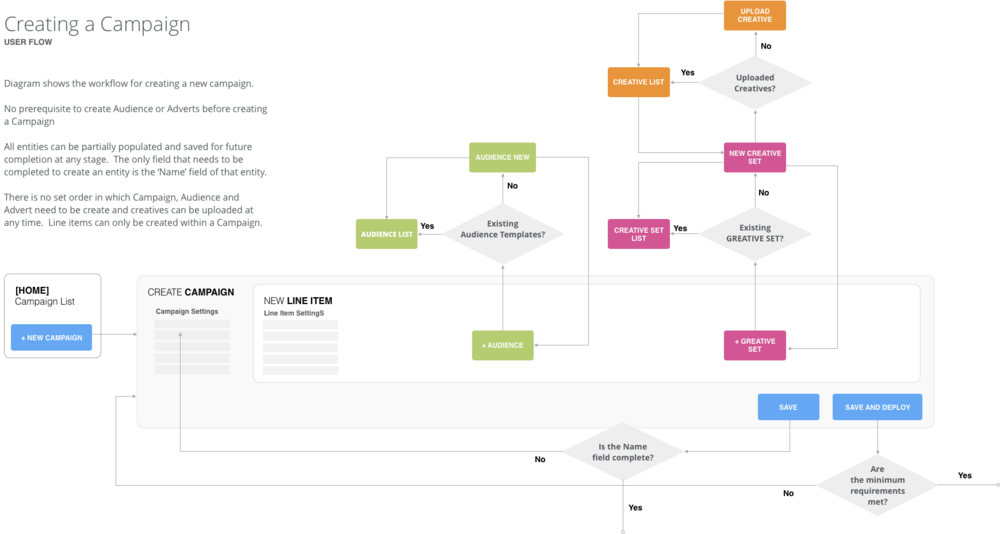 Creating a Campaign
USER FLOW
Diagram shows the workflow for creating a new campaign.
No prerequisite to create Audience or Adverts before creating
a Campaign
All entities can be partially populated and saved for future
completion at any stage.  The only field that needs to be
completed to create an entity is the ‘Name’ field of that entity.
There is no set order in which Campaign, Audience and
Advert need to be create and creatives can be uploaded at
any time.  Line items can only be created within a Campaign.
UPLOAD
CREATIVE
No
CREATIVE LIST
Yes
Uploaded
Creatives?
AUDIENCE NEW
NEW CREATIVE
SET
No
No
AUDIENCE LIST
Yes
Existing
Audience Templates?
CREATIVE SET
LIST
Yes
Existing
GREATIVE SET?
[HOME]
Campaign List
+ NEW CAMPAIGN
CREATE CAMPAIGN
Campaign Settings
NEW LINE ITEM
Line Item SettingS
+ AUDIENCE
+ GREATIVE
SET
SAVE
SAVE AND DEPLOY
Is the Name
field complete?
No
Yes
Are
the minimum
requirements
met?
No
Yes